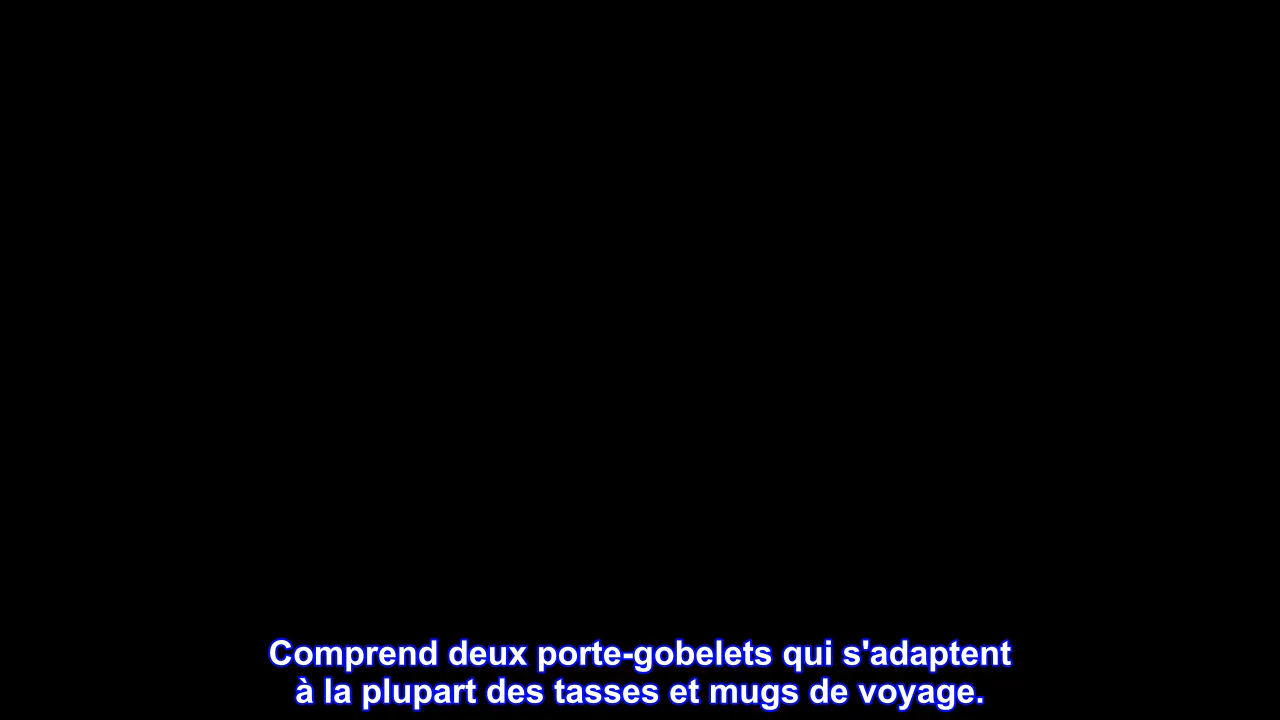 Comprend deux porte-gobelets qui s'adaptent
à la plupart des tasses et mugs de voyage.